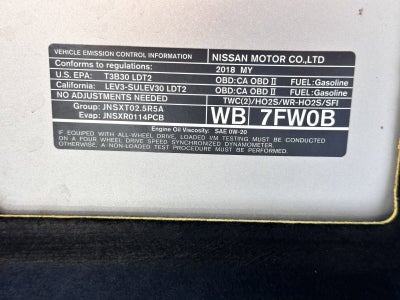 VEHICLE EMISSION CONTROL INFORMATION NISSAN MOTOR CO.,LTD
Conforms to regulations: 2018 MY
U.S. EPA: T3B30 LDT2 OBD:CA OBD II FUEL:Gasoline
California: LEV3-SULEV30 LDT2 OBD:CA OBD II FUEL:Gasoline
NO ADJUSTMENTS NEEDED TWC(2)/HO2S/WR-HO2S/SFI
Group: JNSXT02.5R5A
Evap: JNSXR0114PCB
WB 7FW0B
Engine Oil Viscosity: SAE 0W-20
IF EQUIPPED WITH ALL-WHEEL DRIVE, LOADED I/M TESTING MUST BE CONDUCTED
ON A FOUR WHEEL DRIVE SPEED SYNCHRONIZED DYNAMOMETER.
OTHERWISE, A NON-LOADED TEST PROCEDURE MUST BE PERFORMED.